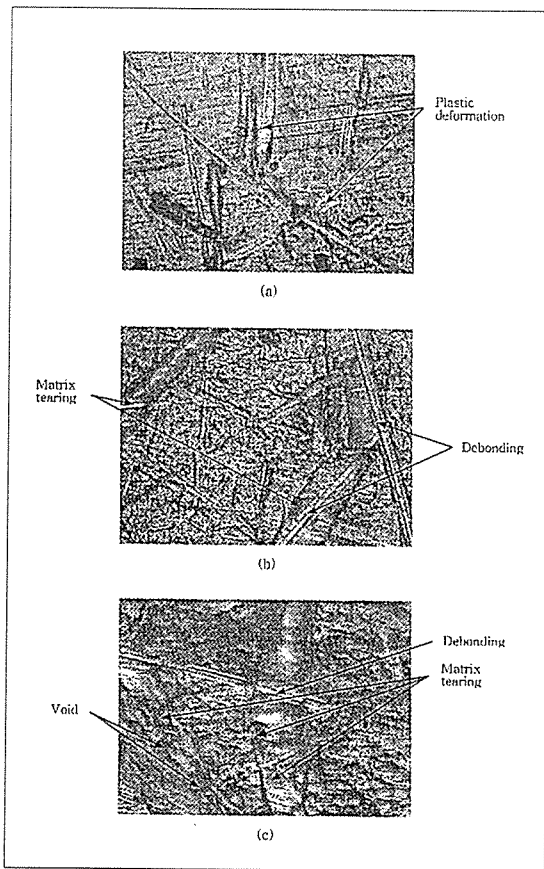 Plastic
deformation
(a)
Matrix
tearing
Debonding
(b)
Debonding
Matrix
tearing
Void
(c)